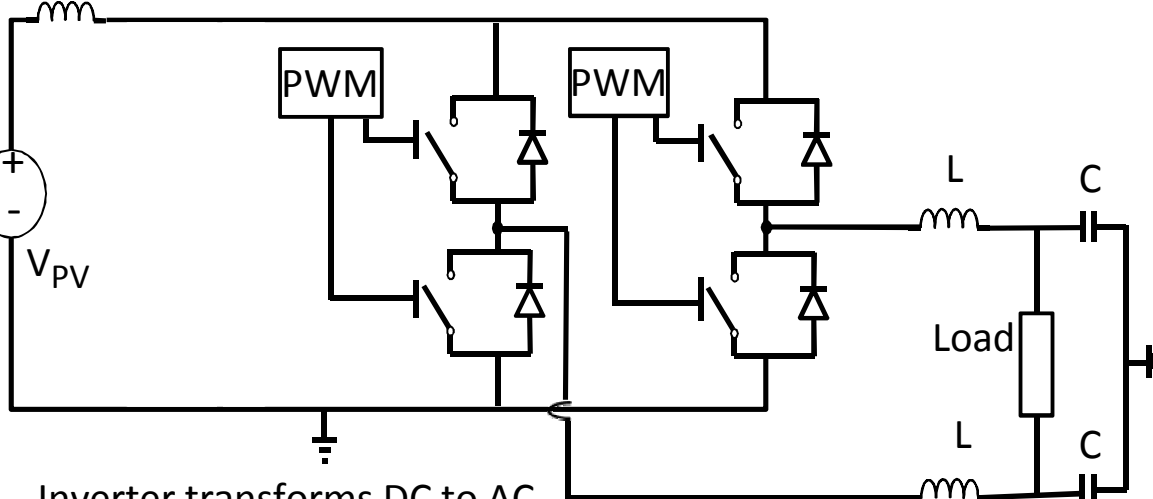 PWM
PWM
L
C
+
-
V_PV
Load
L
C
Inverter transforms DC to AC